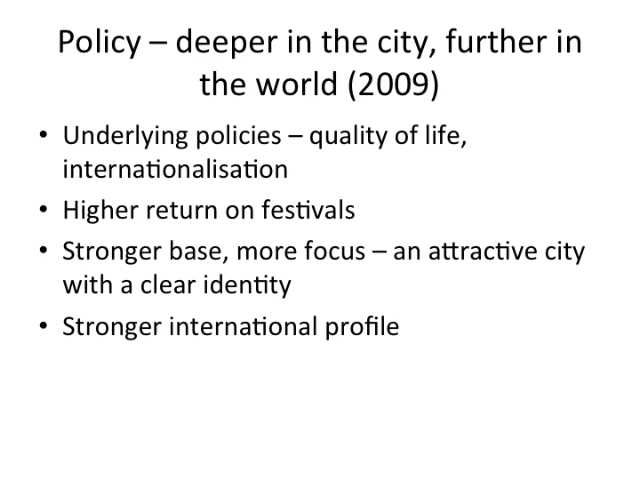 Policy – deeper in the city, further in
the world (2009)
• Underlying policies – quality of life,
internationalisation
• Higher return on festivals
• Stronger base, more focus – an attractive city
with a clear identity
• Stronger international profile